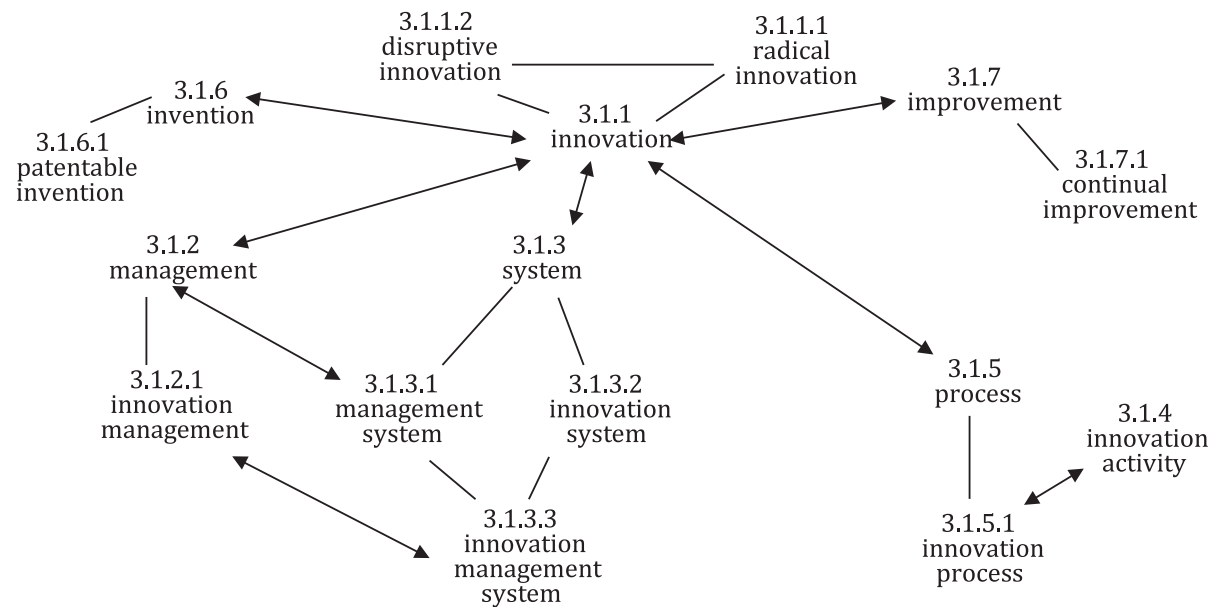 3.1.1.2
disruptive
innovation
3.1.1.1
radical
innovation
3.1.6
invention
3.1.1
innovation
3.1.7
improvement
3.1.6.1
patentable
invention
3.1.7.1
continual
improvement
3.1.2
management
3.1.3
system
3.1.2.1
innovation
management
3.1.3.1
management
system
3.1.3.2
innovation
system
3.1.5
process
3.1.4
innovation
activity
3.1.3.3
innovation
management
system
3.1.5.1
innovation
process